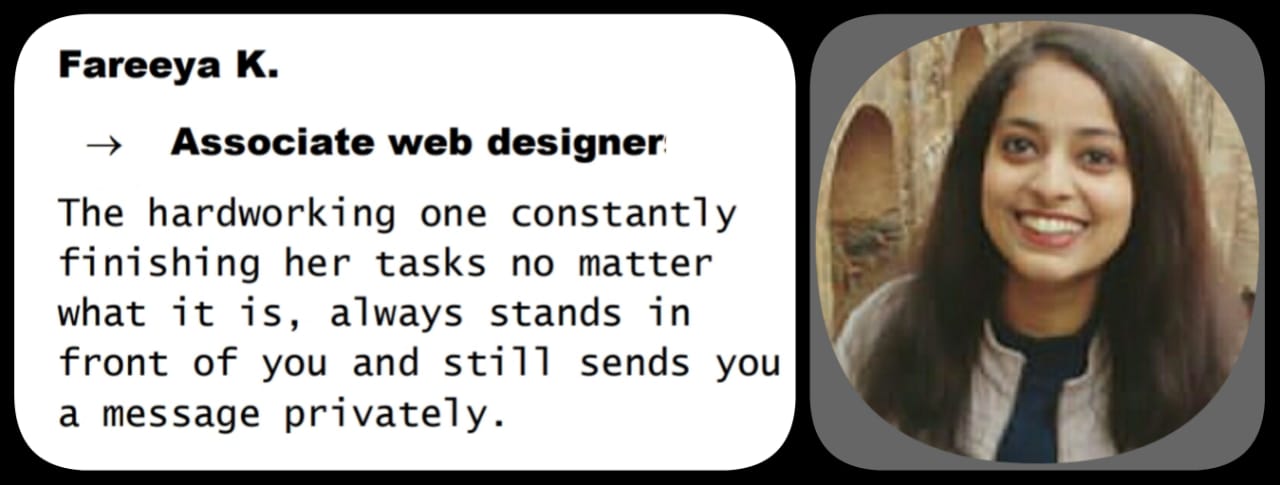 Fareeya K.
→ Associate web designer
The hardworking one constantly
finishing her tasks no matter
what it is, always stands in
front of you and still sends you
a message privately.